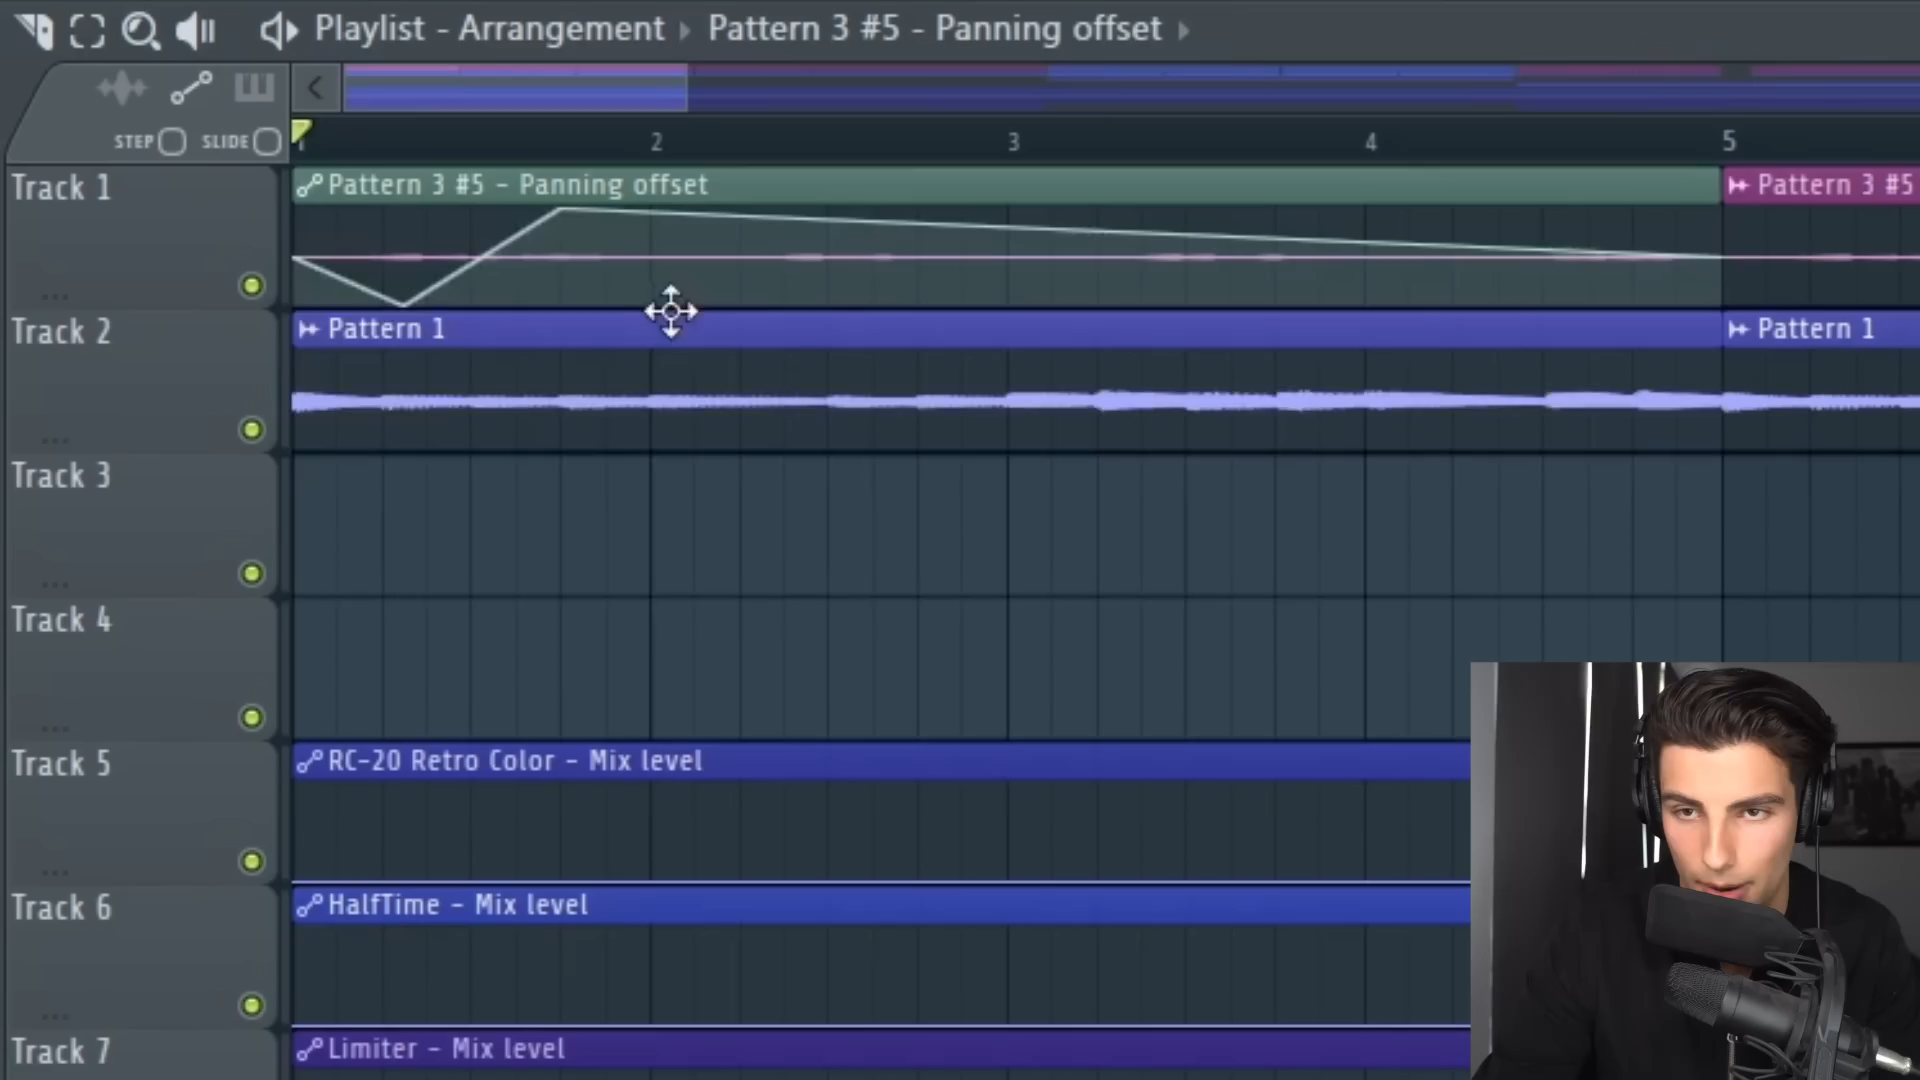 Playlist - Arrangement ▸ Pattern 3 #5 - Panning offset ▸
STEP SLIDE
1 2 3 4 5
Track 1
Pattern 3 #5 - Panning offset
Pattern 3 #5
Track 2
Pattern 1
Pattern 1
Track 3
Track 4
Track 5
RC-20 Retro Color - Mix level
Track 6
HalfTime - Mix level
Track 7
Limiter - Mix level